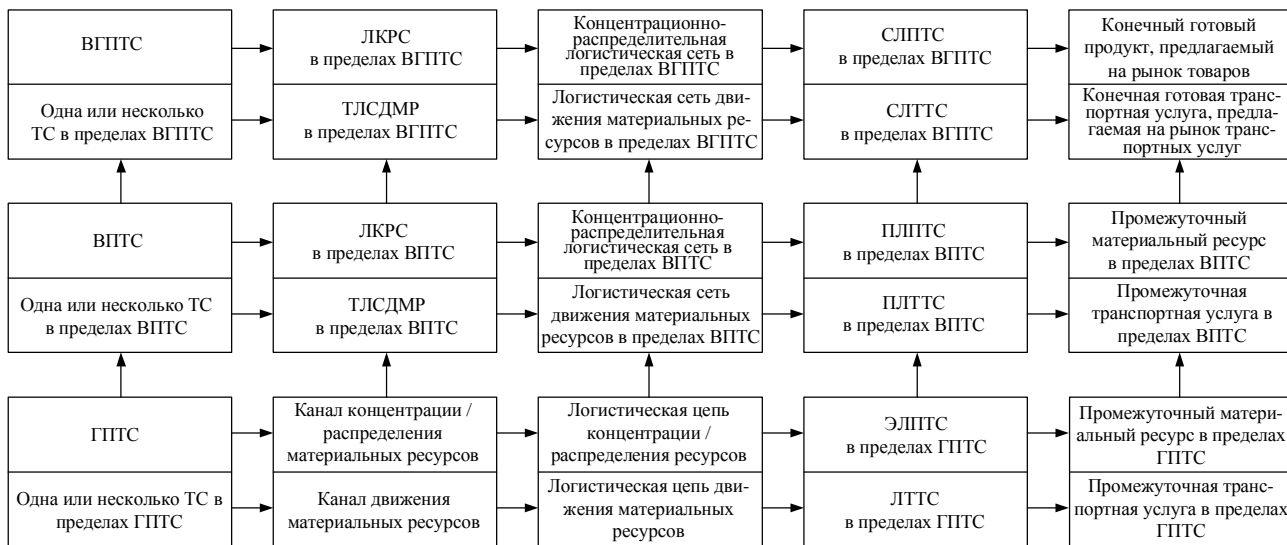 ВГПТС
ЛКРС
в пределах ВГПТС
Концентрационно-
распределительная
логистическая сеть в
пределах ВГПТС
СЛПТС
в пределах ВГПТС
Конечный готовый
продукт, предлагаемый
на рынок товаров
Одна или несколько
ТС в пределах ВГПТС
ТЛСДМР
в пределах ВГПТС
Логистическая сеть дви-
жения материальных ре-
сурсов в пределах ВГПТС
СЛТТС
в пределах ВГПТС
Конечная готовая транс-
портная услуга, предла-
гаемая на рынок транс-
портных услуг
ВПТС
ЛКРС
в пределах ВПТС
Концентрационно-
распределительная
логистическая сеть в
пределах ВПТС
ПЛПТС
в пределах ВПТС
Промежуточный
материальный ресурс
в пределах ВПТС
Одна или несколько ТС
в пределах ВПТС
ТЛСДМР
в пределах ВПТС
Логистическая сеть
движения материальных
ресурсов в пределах ВПТС
ПЛТТС
в пределах ВПТС
Промежуточная
транспортная услуга в
пределах ВПТС
ГПТС
Канал концентрации /
распределения
материальных ресурсов
Логистическая цепь
концентрации /
распределения ресурсов
ЭЛПТС
в пределах ГПТС
Промежуточный матери-
альный ресурс в пределах
ГПТС
Одна или несколько ТС в
пределах ГПТС
Канал движения
материальных ресурсов
Логистическая цепь дви-
жения материальных
ресурсов
ЛТТС
в пределах ГПТС
Промежуточная транс-
портная услуга в пределах
ГПТС